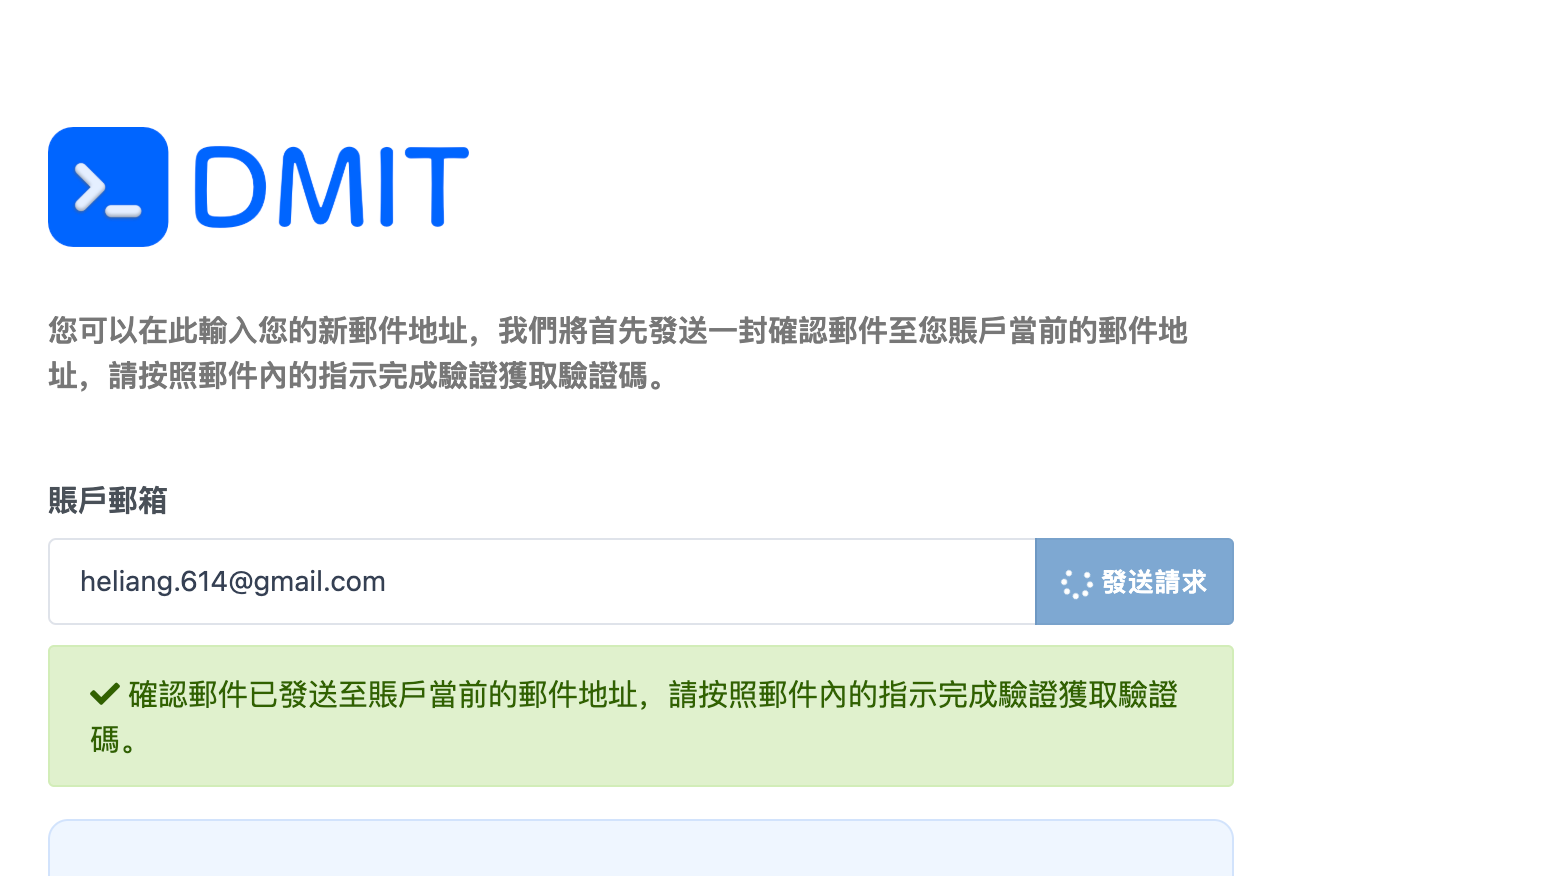 DMIT
您可以在此輸入您的新郵件地址，我們將首先發送一封確認郵件至您賬戶當前的郵件地
址，請按照郵件內的指示完成驗證獲取驗證碼。
賬戶郵箱
heliang.614@gmail.com
發送請求
確認郵件已發送至賬戶當前的郵件地址，請按照郵件內的指示完成驗證獲取驗證
碼。